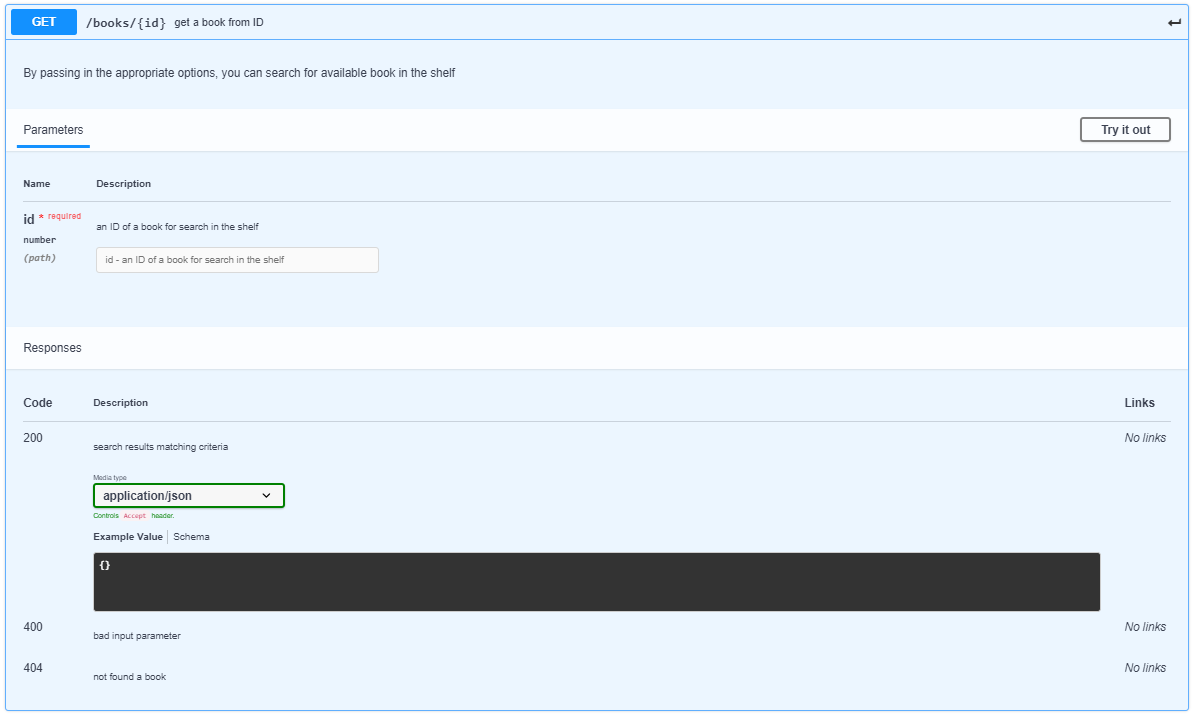 GET /books/{id} get a book from ID
By passing in the appropriate options, you can search for available book in the shelf
Parameters Try it out
Name Description
id * required
number
(path)
an ID of a book for search in the shelf
id - an ID of a book for search in the shelf
Responses
Code Description Links
200 search results matching criteria No links
Media type
application/json
Controls Accept header.
Example Value Schema
{}
400 bad input parameter No links
404 not found a book No links